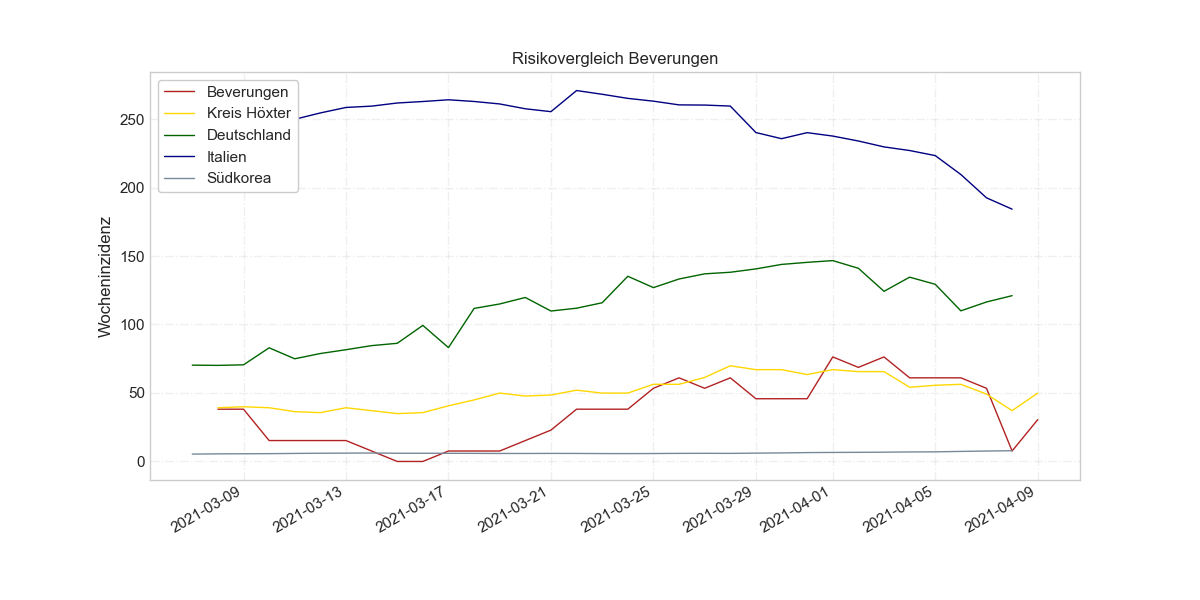 Risikovergleich Beverungen
Beverungen
Kreis Höxter
Deutschland
Italien
Südkorea
Wocheninzidenz
250
200
150
100
50
0
2021-03-09
2021-03-13
2021-03-17
2021-03-21
2021-03-25
2021-03-29
2021-04-01
2021-04-05
2021-04-09